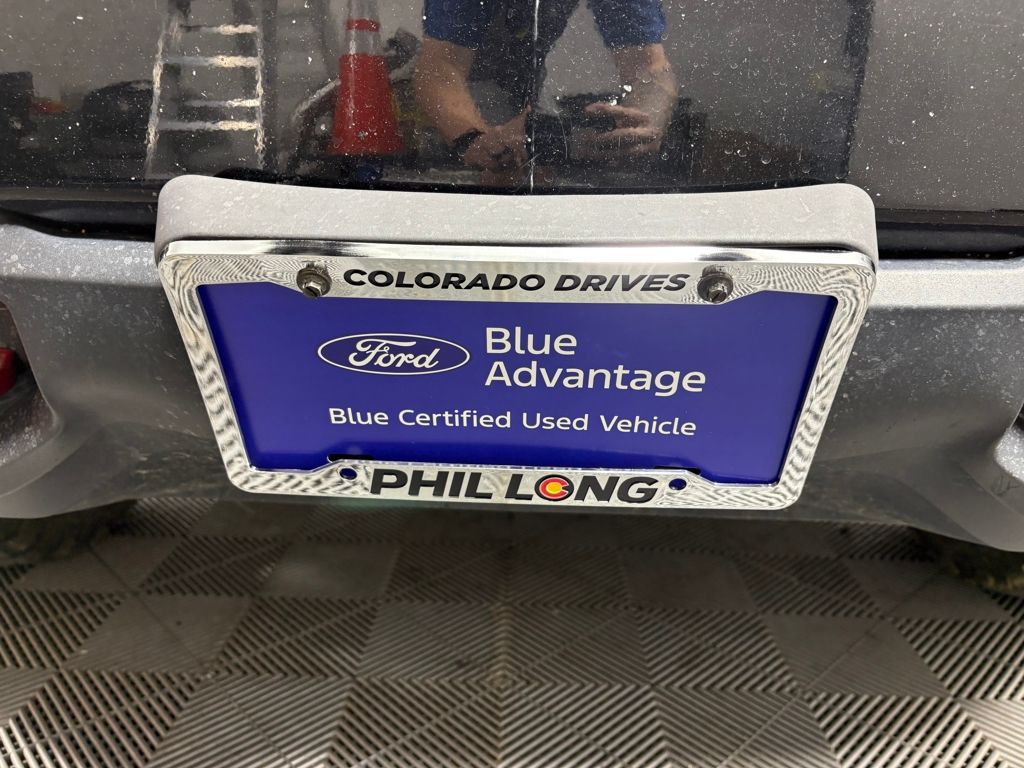 COLORADO DRIVES
Ford
Blue
Advantage
Blue Certified Used Vehicle
PHIL LONG